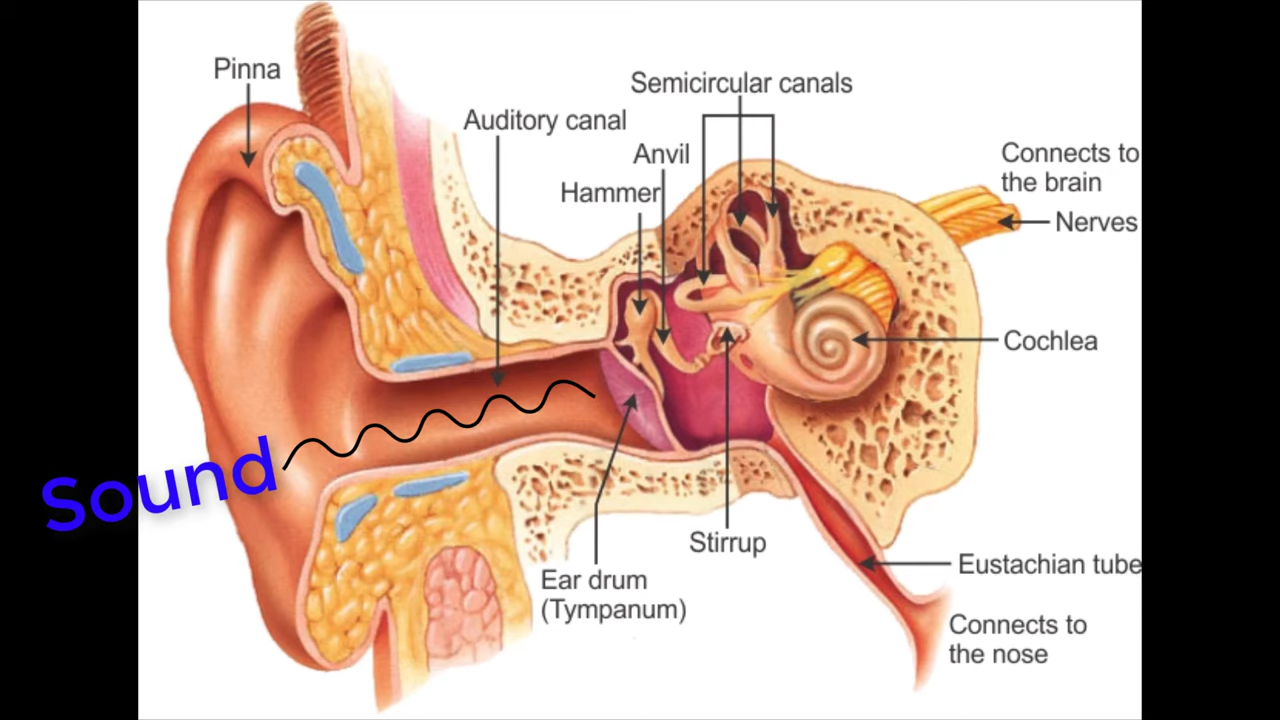 Pinna
Semicircular canals
Auditory canal
Anvil
Hammer
Connects to
the brain
Nerves
Cochlea
Sound
Stirrup
Eustachian tube
Ear drum
(Tympanum)
Connects to
the nose